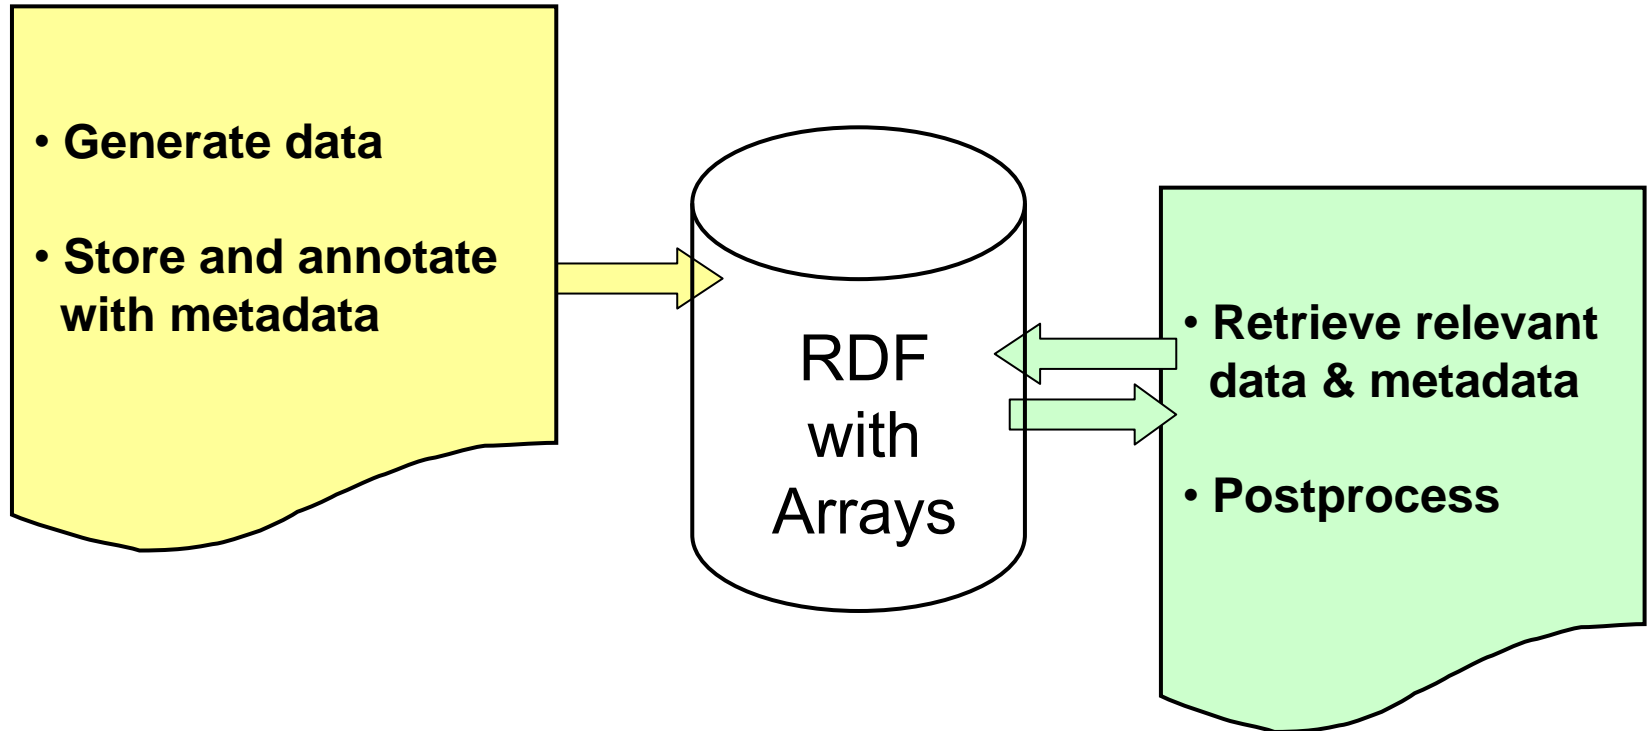 • Generate data
• Store and annotate
with metadata
RDF
with
Arrays
• Retrieve relevant
data & metadata
• Postprocess